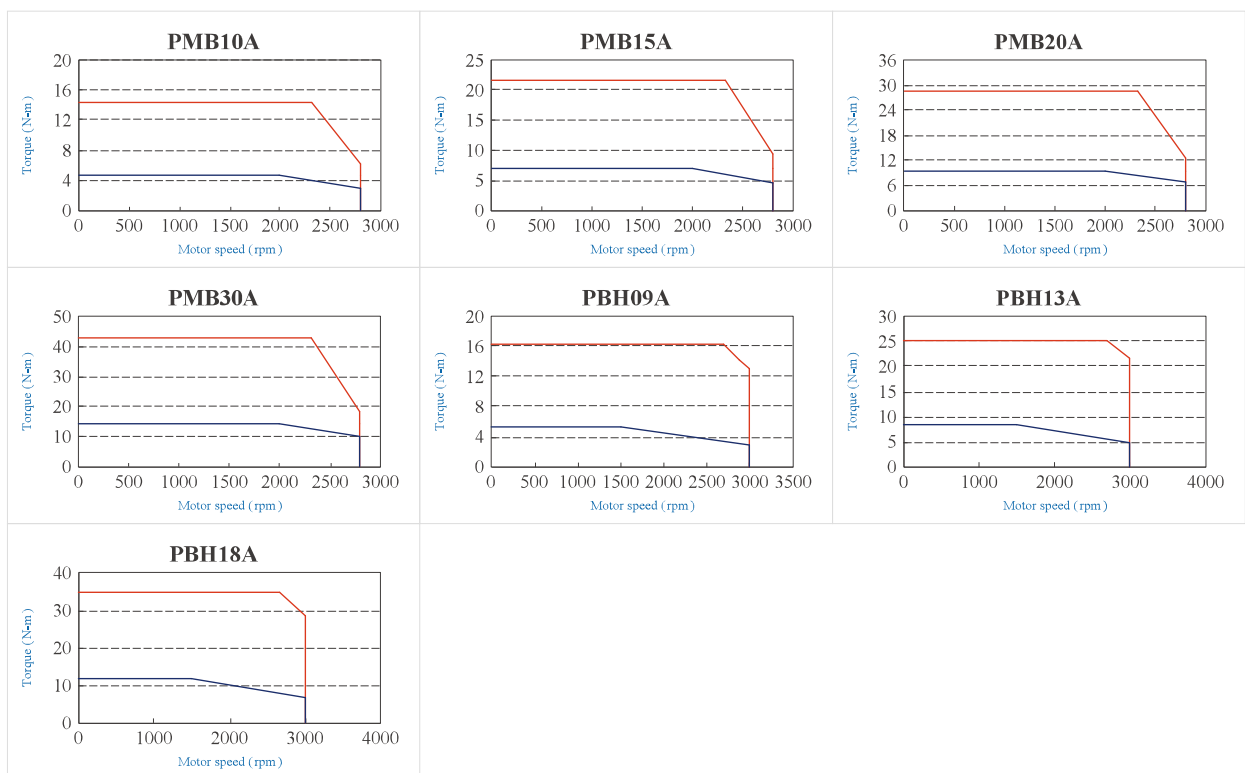 PMB10A
Torque ( N-m )
20
16
12
8
4
0
0 500 1000 1500 2000 2500 3000
Motor speed ( rpm )
PMB15A
Torque ( N-m )
25
20
15
10
5
0
0 500 1000 1500 2000 2500 3000
Motor speed ( rpm )
PMB20A
Torque ( N-m )
36
30
24
18
12
6
0
0 500 1000 1500 2000 2500 3000
Motor speed ( rpm )
PMB30A
Torque ( N-m )
50
40
30
20
10
0
0 500 1000 1500 2000 2500 3000
Motor speed ( rpm )
PBH09A
Torque ( N-m )
20
16
12
8
4
0
0 500 1000 1500 2000 2500 3000 3500
Motor speed ( rpm )
PBH13A
Torque ( N-m )
30
25
20
15
10
5
0
0 1000 2000 3000 4000
Motor speed ( rpm )
PBH18A
Torque ( N-m )
40
30
20
10
0
0 1000 2000 3000 4000
Motor speed ( rpm )